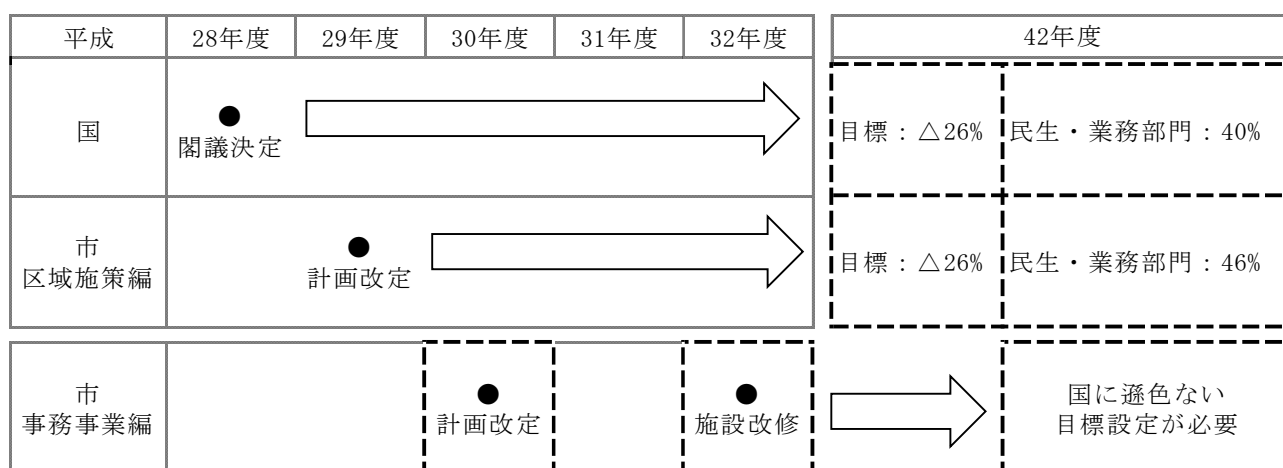 平成 28年度 29年度 30年度 31年度 32年度 42年度
国
●
閣議決定
目標：△26% 民生・業務部門：40%
市
区域施策編
●
計画改定
目標：△26% 民生・業務部門：46%
市
事務事業編
●
計画改定
●
施設改修
国に遜色ない
目標設定が必要